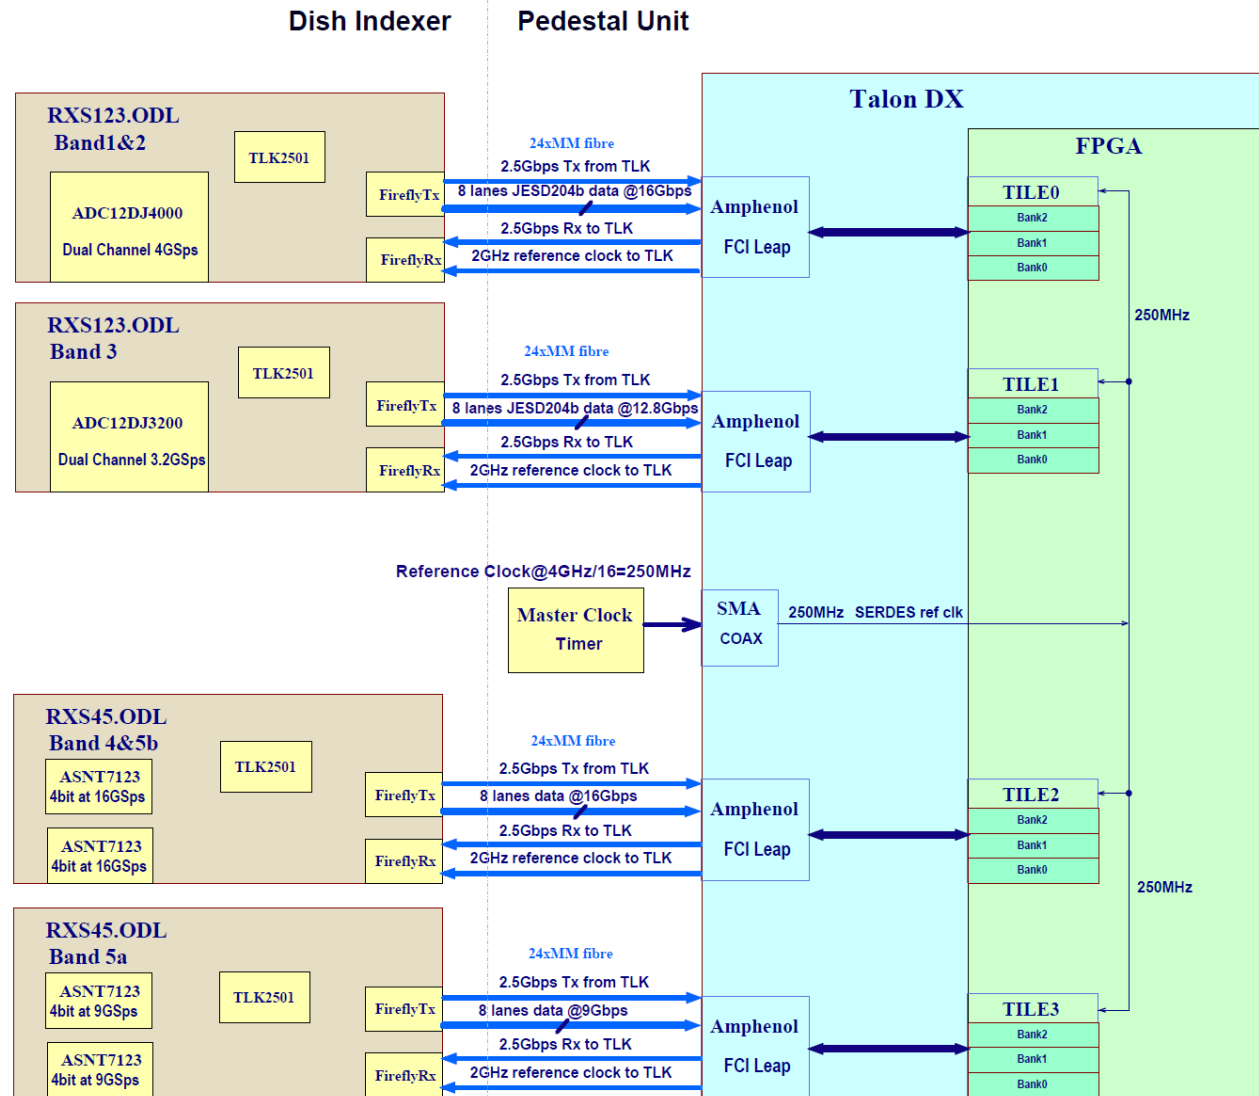 Dish Indexer
Pedestal Unit
Talon DX
FPGA
RXS123.ODL
Band1&2
TLK2501
ADC12DJ4000
Dual Channel 4GSps
FireflyTx
FireflyRx
24xMM fibre
2.5Gbps Tx from TLK
8 lanes JESD204b data @16Gbps
2.5Gbps Rx to TLK
2GHz reference clock to TLK
Amphenol
FCI Leap
TILE0
Bank2
Bank1
Bank0
250MHz
RXS123.ODL
Band 3
TLK2501
ADC12DJ3200
Dual Channel 3.2GSps
FireflyTx
FireflyRx
24xMM fibre
2.5Gbps Tx from TLK
8 lanes JESD204b data @12.8Gbps
2.5Gbps Rx to TLK
2GHz reference clock to TLK
Amphenol
FCI Leap
TILE1
Bank2
Bank1
Bank0
Reference Clock@4GHz/16=250MHz
Master Clock
Timer
SMA
COAX
250MHz SERDES ref clk
RXS45.ODL
Band 4&5b
ASNT7123
4bit at 16GSps
ASNT7123
4bit at 16GSps
TLK2501
FireflyTx
FireflyRx
24xMM fibre
2.5Gbps Tx from TLK
8 lanes data @16Gbps
2.5Gbps Rx to TLK
2GHz reference clock to TLK
Amphenol
FCI Leap
TILE2
Bank2
Bank1
Bank0
250MHz
RXS45.ODL
Band 5a
ASNT7123
4bit at 9GSps
ASNT7123
4bit at 9GSps
TLK2501
FireflyTx
FireflyRx
24xMM fibre
2.5Gbps Tx from TLK
8 lanes data @9Gbps
2.5Gbps Rx to TLK
2GHz reference clock to TLK
Amphenol
FCI Leap
TILE3
Bank2
Bank1
Bank0